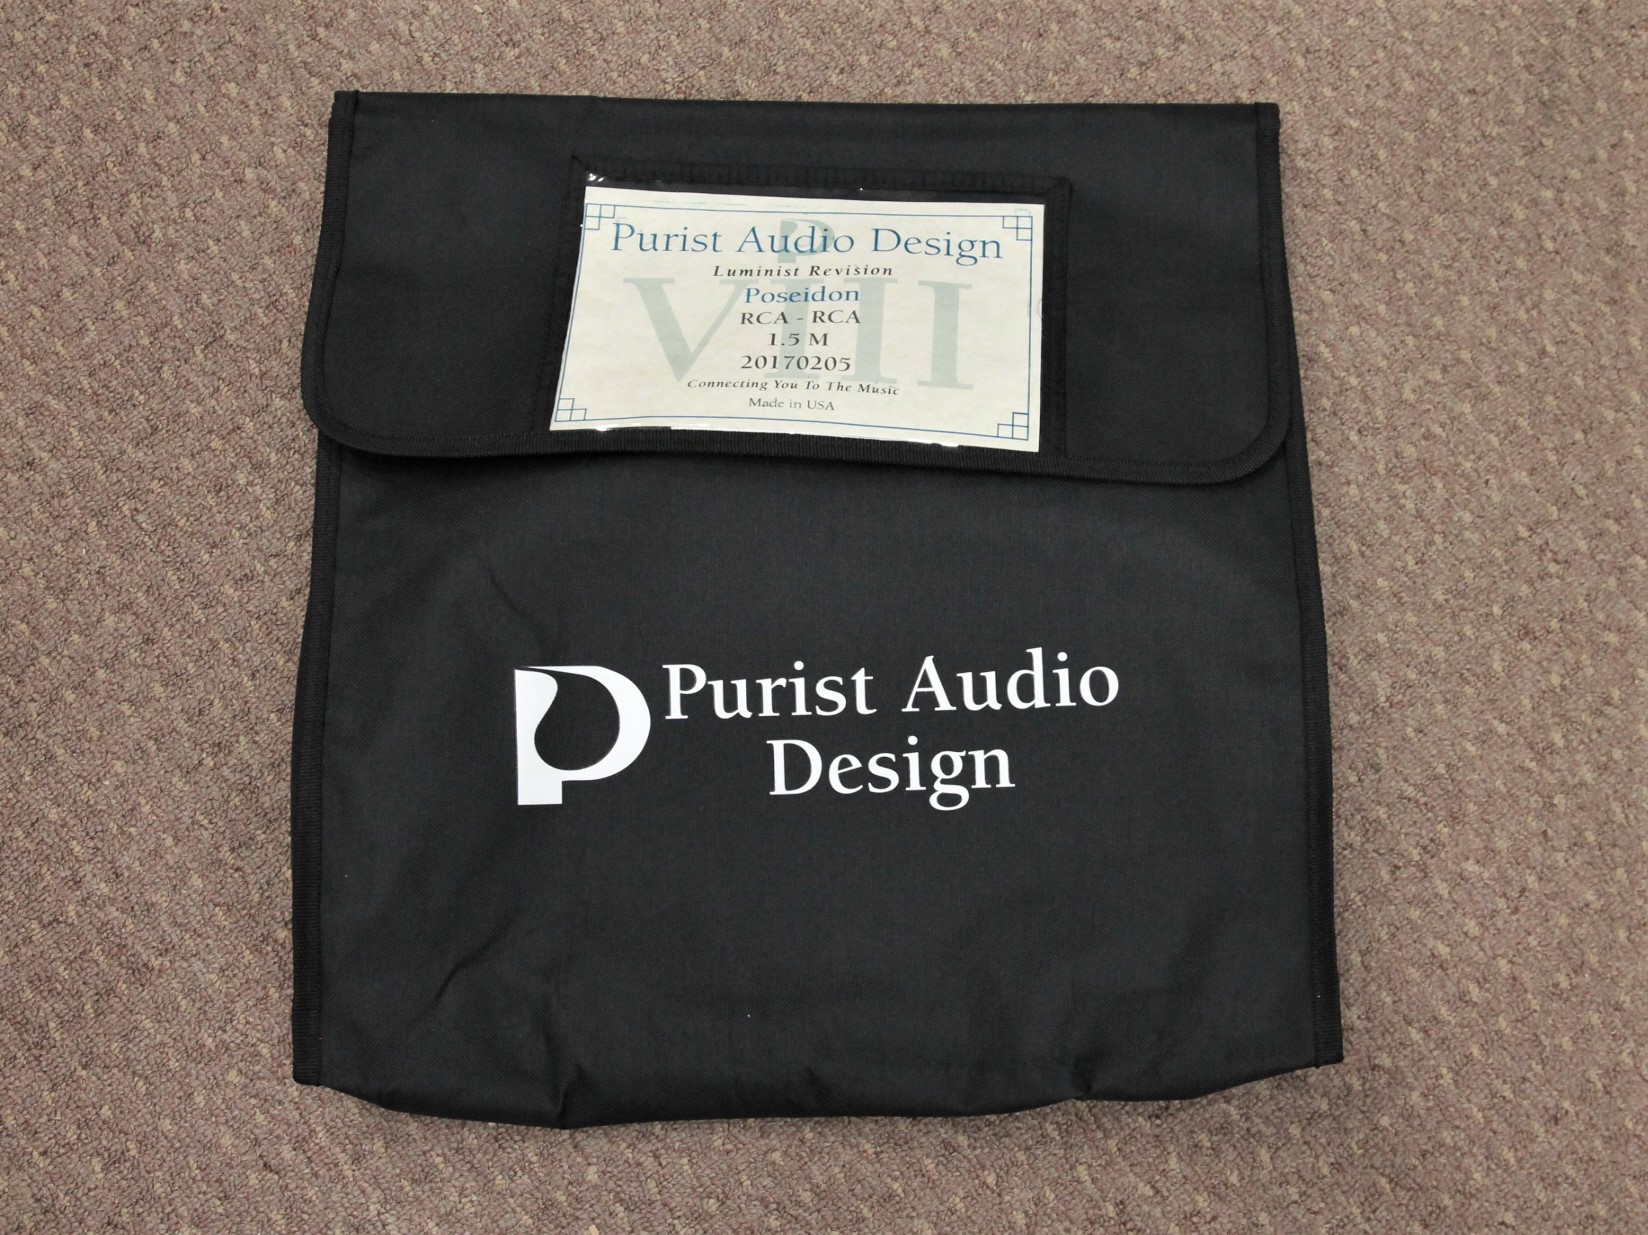 Purist Audio Design
Luminist Revision
Poseidon
RCA - RCA
1.5 M
20170205
Connecting You To The Music
Made in USA
P
VIII
Purist Audio
Design